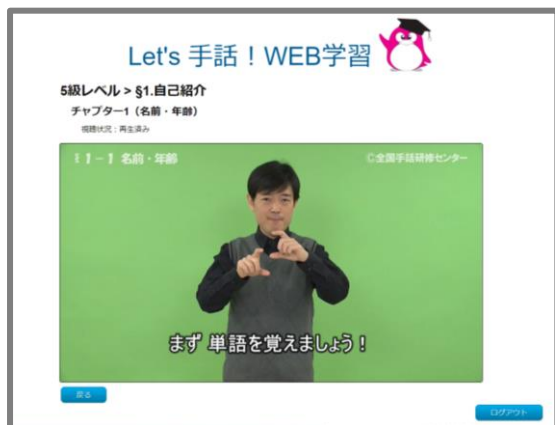 Let's 手話！WEB学習
5級レベル > §1.自己紹介
チャプター1（名前・年齢）
視聴状況：再生済み
1－1 名前・年齢
©全国手話研修センター
まず 単語を覚えましょう！
戻る
ログアウト